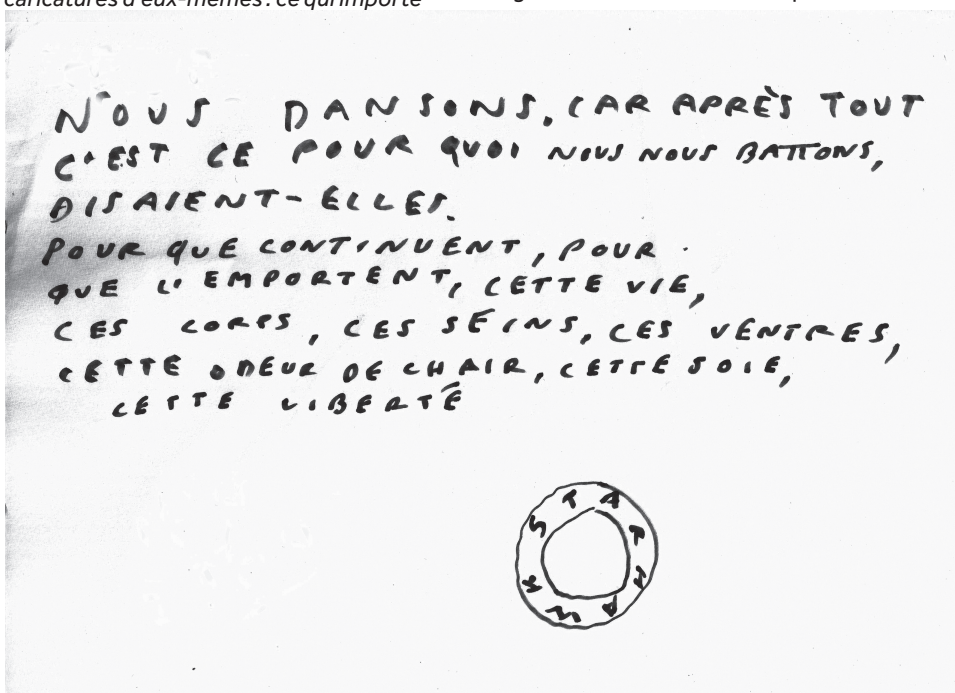 caricatures d'eux-mêmes : ce qui importe
NOUS DANSONS, CAR APRÈS TOUT
C'EST CE POUR QUOI NOUS NOUS BATTONS,
DISAIENT-ELLES.
POUR QUE CONTINUENT, POUR
QUE L'EMPORTENT, CETTE VIE,
CES CORPS, CES SEINS, CES VENTRES,
CETTE ODEUR DE CHAIR, CETTE SOIE,
CETTE LIBERTÉ
STARHAWK